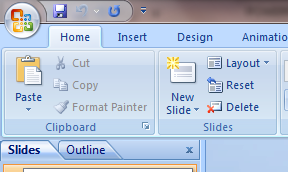 Home Insert Design Animatio
Cut
Copy
Format Painter
Paste
Clipboard
New
Slide
Layout
Reset
Delete
Slides
Slides Outline x